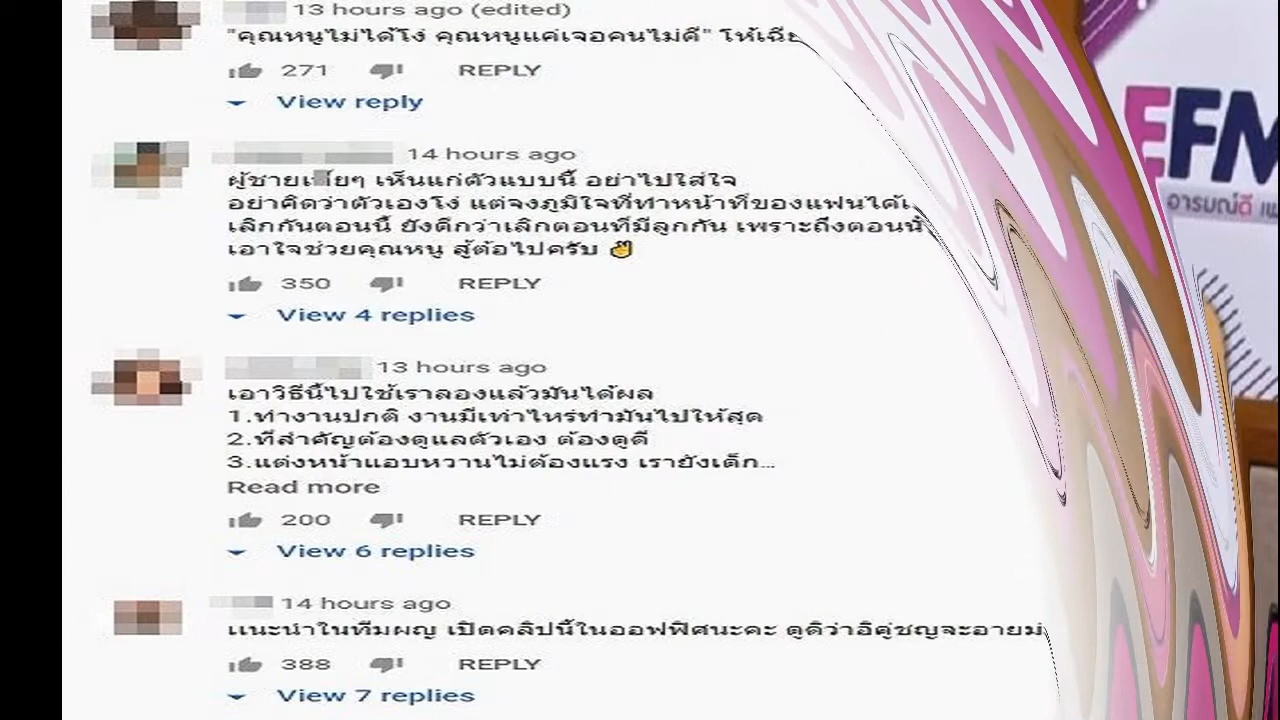 13 hours ago (edited)
"คุณหนูไม่ได้โง่ คุณหนูแค่เจอคนไม่ดี" โห้เฉีย
271 REPLY
View reply
14 hours ago
ผู้ชายเ ี้ยๆ เห็นแก่ตัวแบบนี้ อย่าไปใส่ใจ
อย่าคิดว่าตัวเองโง่ แต่จงภูมิใจที่ทำหน้าที่ของแฟนได้เ
เลิกกันตอนนี้ ยังดีกว่าเลิกตอนที่มีลูกกัน เพราะถึงตอนนั้
เอาใจช่วยคุณหนู สู้ต่อไปครับ ✌
350 REPLY
View 4 replies
13 hours ago
เอาวิธีนี้ไปใช้เราลองแล้วมันได้ผล
1.ทำงานปกติ งานมีเท่าไหร่ทำมันไปให้สุด
2.ที่สำคัญต้องดูแลตัวเอง ต้องดูดี
3.แต่งหน้าแอบหวานไม่ต้องแรง เรายังเด็ก...
Read more
200 REPLY
View 6 replies
14 hours ago
แนะนำในทีมผญ เปิดคลิปนี้ในออฟฟิศนะคะ ดูดิว่าอิคู่ชญจะอายม
388 REPLY
View 7 replies
EFM
อารมณ์ดี เพ